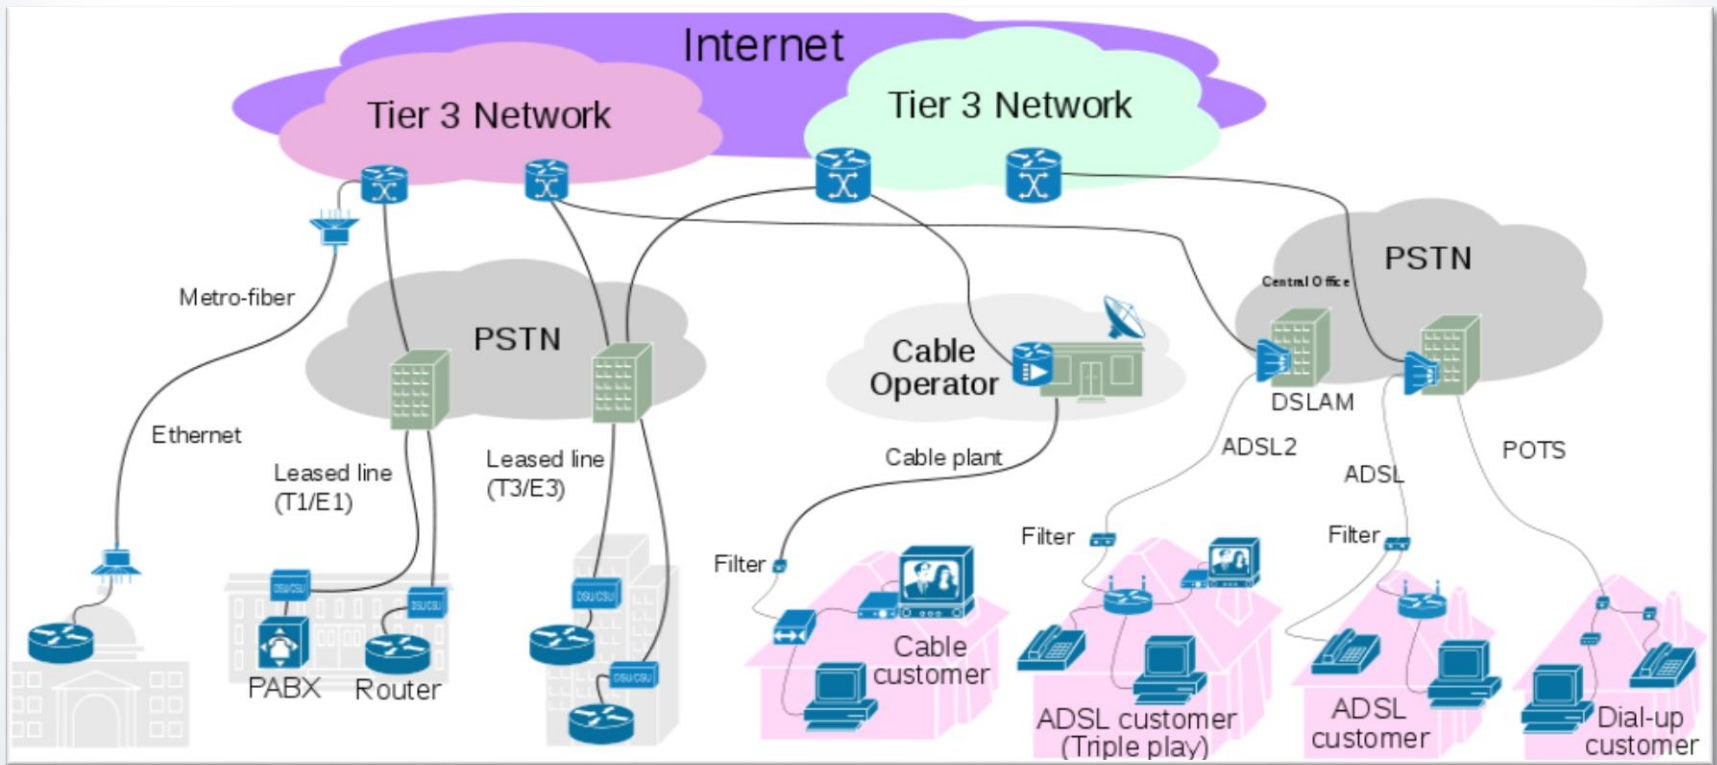 Internet
Tier 3 Network
Tier 3 Network
PSTN
Central Office
Metro-fiber
PSTN
Cable
Operator
DSLAM
Ethernet
Leased line
(T1/E1)
Leased line
(T3/E3)
Cable plant
ADSL2
ADSL
POTS
Filter
Filter
Filter
DSU/CSU
DSU/CSU
DSU/CSU
DSU/CSU
PABX
Router
Cable
customer
ADSL customer
(Triple play)
ADSL
customer
Dial-up
customer